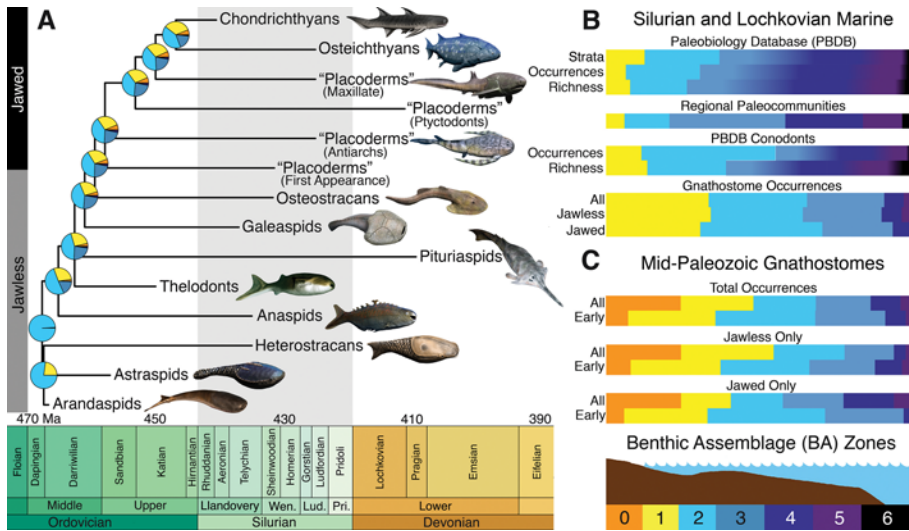 A
Chondrichthyans
Osteichthyans
"Placoderms"
(Maxillate)
"Placoderms"
(Ptyctodonts)
"Placoderms"
(Antiarchs)
"Placoderms"
(First Appearance)
Osteostracans
Galeaspids
Pituriaspids
Thelodonts
Anaspids
Heterostracans
Astraspids
Arandaspids
Jawed
Jawless
470 Ma
450
430
410
390
Floian
Dapingian
Darriwilian
Sandbian
Katian
Hirnantian
Rhuddanian
Aeronian
Telychian
Sheinwoodian
Homerian
Gorstian
Ludfordian
Pridoli
Lochkovian
Pragian
Emsian
Eifelian
Middle
Upper
Llandovery
Wen.
Lud.
Pri.
Lower
Ordovician
Silurian
Devonian
B Silurian and Lochkovian Marine
Paleobiology Database (PBDB)
Strata
Occurrences
Richness
Regional Paleocommunities
PBDB Conodonts
Occurrences
Richness
Gnathostome Occurrences
All
Jawless
Jawed
C Mid-Paleozoic Gnathostomes
Total Occurrences
All
Early
Jawless Only
All
Early
Jawed Only
All
Early
Benthic Assemblage (BA) Zones
0 1 2 3 4 5 6